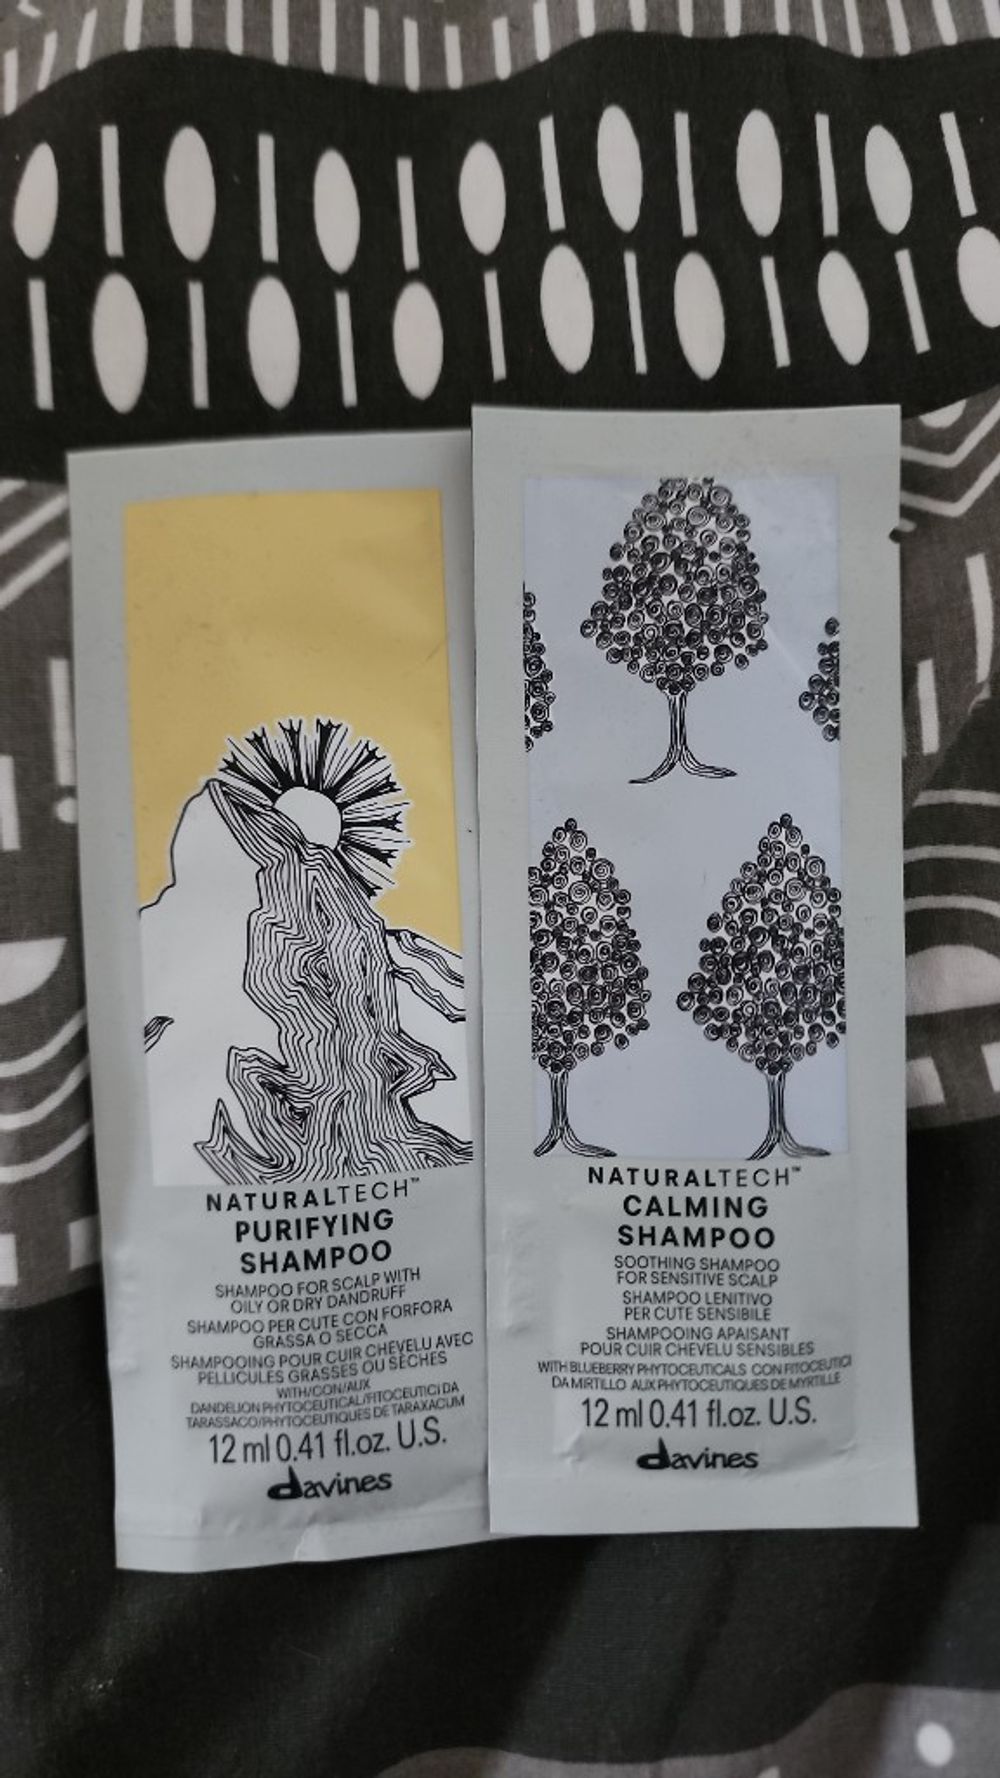 NATURALTECH™
PURIFYING
SHAMPOO
SHAMPOO FOR SCALP WITH
OILY OR DRY DANDRUFF
SHAMPOO PER CUTE CON FORFORA
GRASSA O SECCA
SHAMPOOING POUR CUIR CHEVELU AVEC
PELLICULES GRASSES OU SÈCHES
WITH/CON/AUX
DANDELION PHYTOCEUTICAL/FITOCEUTICI DA
TARASSACO/PHYTOCEUTIQUES DE TARAXACUM
12 ml 0.41 fl.oz. U.S.
davines
NATURALTECH™
CALMING
SHAMPOO
SOOTHING SHAMPOO
FOR SENSITIVE SCALP
SHAMPOO LENITIVO
PER CUTE SENSIBILE
SHAMPOOING APAISANT
POUR CUIR CHEVELU SENSIBLES
WITH BLUEBERRY PHYTOCEUTICALS CON FITOCEUTICI
DA MIRTILLO AUX PHYTOCEUTIQUES DE MYRTILLE
12 ml 0.41 fl.oz. U.S.
davines